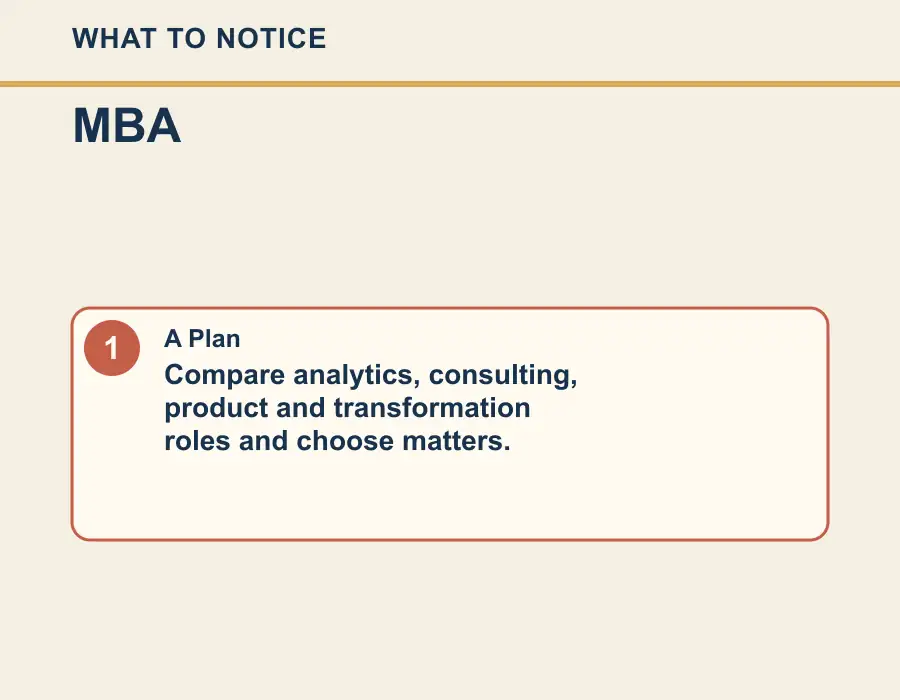 WHAT TO NOTICE
MBA
1
A Plan
Compare analytics, consulting,
product and transformation
roles and choose matters.